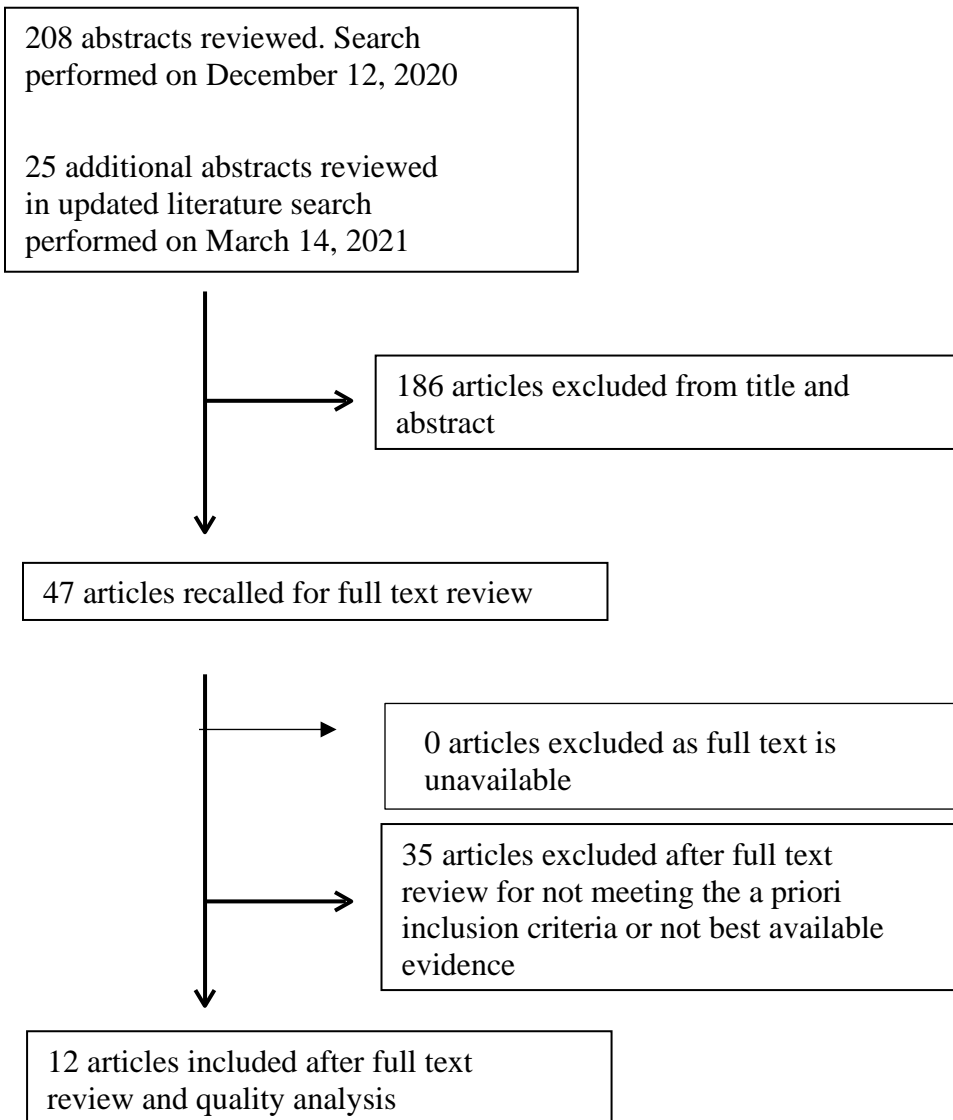 208 abstracts reviewed. Search
performed on December 12, 2020
25 additional abstracts reviewed
in updated literature search
performed on March 14, 2021
186 articles excluded from title and
abstract
47 articles recalled for full text review
0 articles excluded as full text is
unavailable
35 articles excluded after full text
review for not meeting the a priori
inclusion criteria or not best available
evidence
12 articles included after full text
review and quality analysis